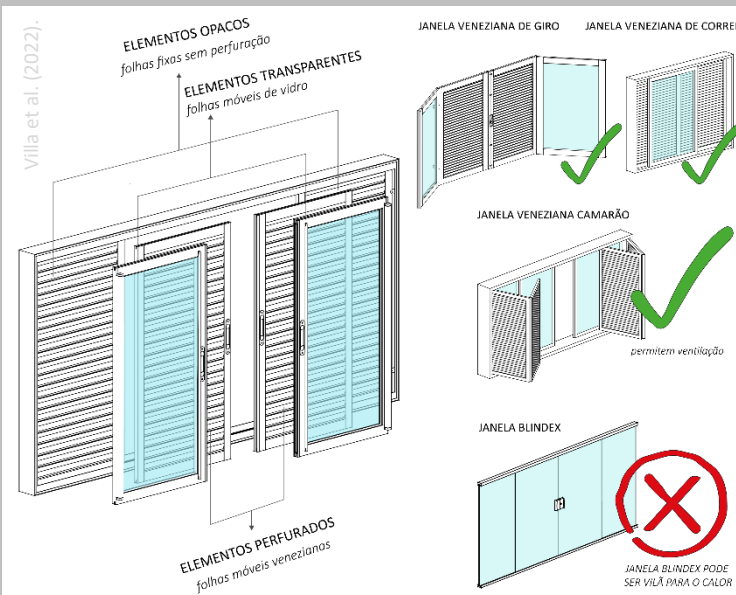 Villa et al. (2022).
ELEMENTOS OPACOS
folhas fixas sem perfuração
ELEMENTOS TRANSPARENTES
folhas móveis de vidro
ELEMENTOS PERFURADOS
folhas móveis venezianas
JANELA VENEZIANA DE GIRO
JANELA VENEZIANA DE CORRE
JANELA VENEZIANA CAMARÃO
permitem ventilação
JANELA BLINDEX
JANELA BLINDEX PODE
SER VILÃ PARA O CALOR